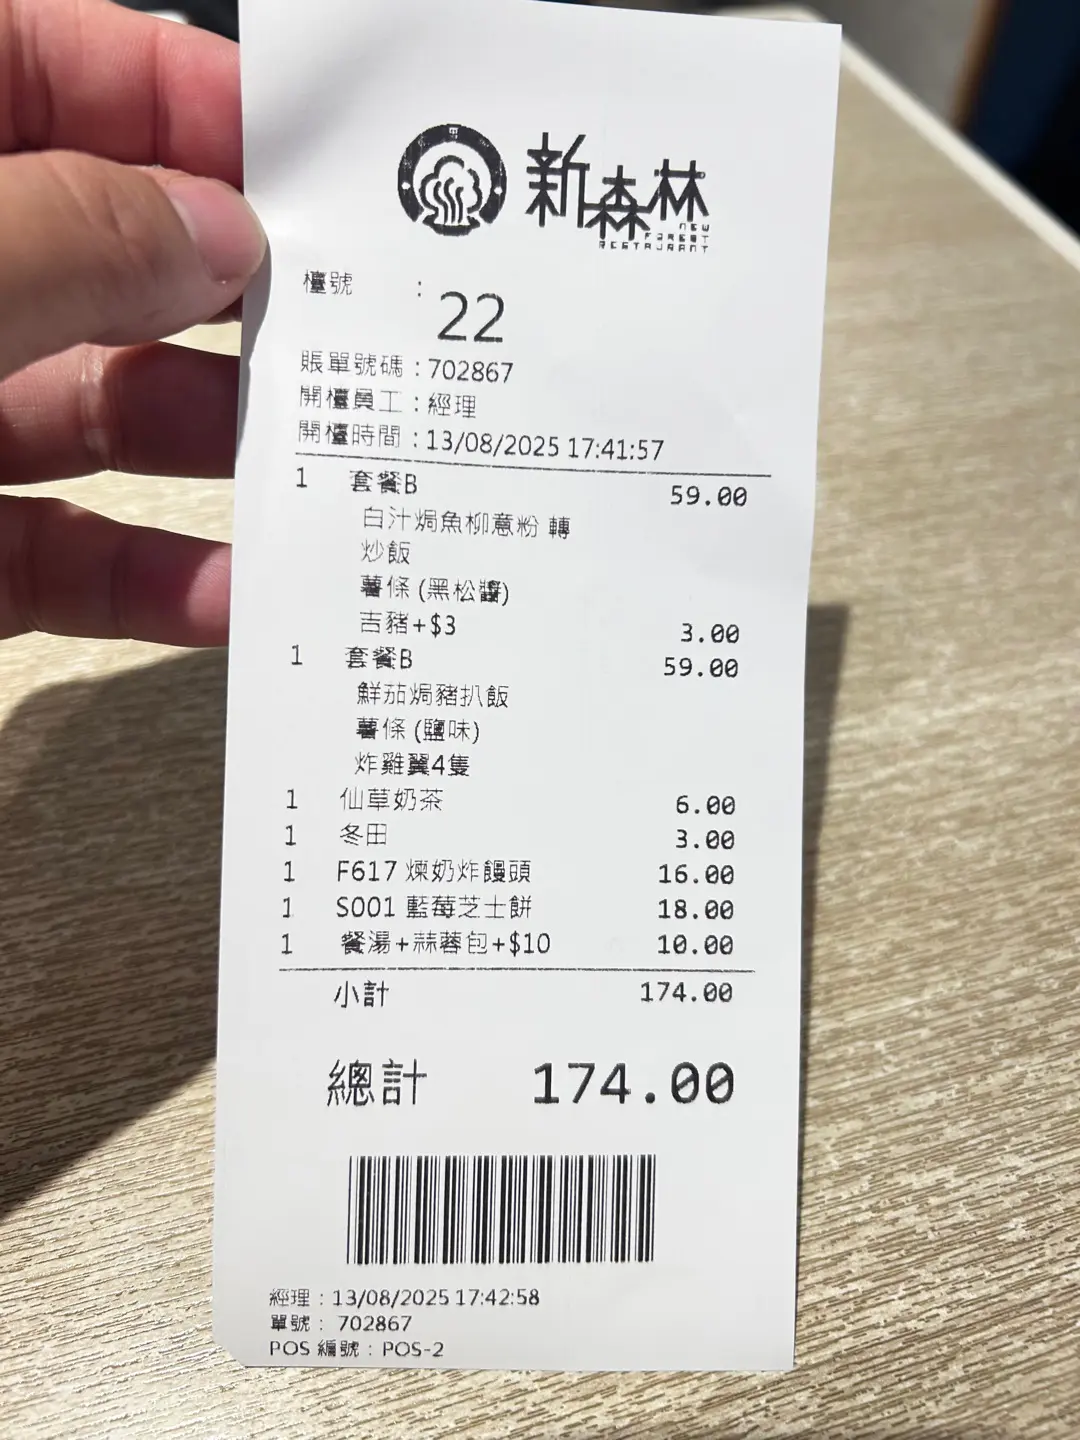 新森林
NEW
FOREST
RESTAURANT
檯號 : 22
賬單號碼 : 702867
開檯員工 : 經理
開檯時間 : 13/08/2025 17:41:57
1 套餐B 59.00
白汁焗魚柳意粉 轉
炒飯
薯條 (黑松醬)
吉豬+$3 3.00
1 套餐B 59.00
鮮茄焗豬扒飯
薯條 (鹽味)
炸雞翼4隻
1 仙草奶茶 6.00
1 冬田 3.00
1 F617 煉奶炸饅頭 16.00
1 S001 藍莓芝士餅 18.00
1 餐湯+蒜蓉包+$10 10.00
小計 174.00
總計 174.00
經理 : 13/08/2025 17:42:58
單號 : 702867
POS 編號 : POS-2